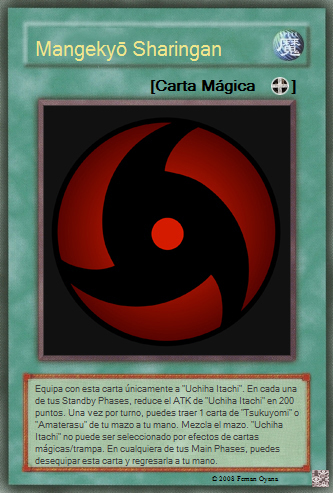 Mangekyō Sharingan
魔
[Carta Mágica ]
Equipa con esta carta únicamente a "Uchiha Itachi". En cada una
de tus Standby Phases, reduce el ATK de "Uchiha Itachi" en 200
puntos. Una vez por turno, puedes traer 1 carta de "Tsukuyomi" o
"Amaterasu" de tu mazo a tu mano. Mezcla el mazo. "Uchiha
Itachi" no puede ser seleccionado por efectos de cartas
mágicas/trampa. En cualquiera de tus Main Phases, puedes
desequipar esta carta y regresarla a tu mano.
© 2008 Fernan Oyana